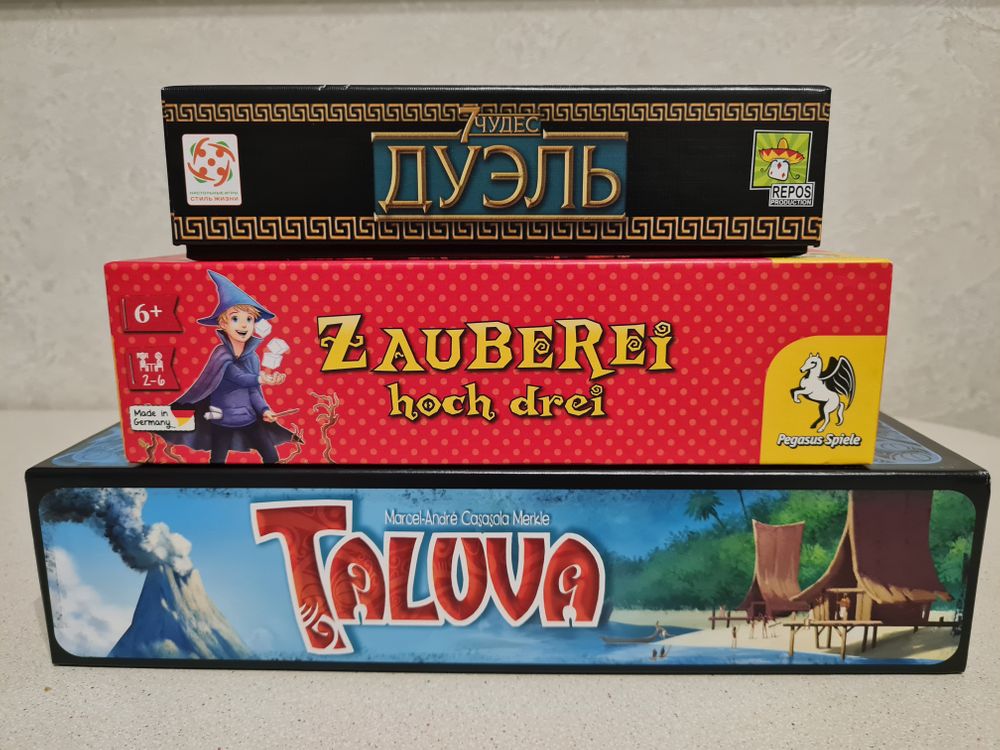 7 ЧУДЕС
ДУЭЛЬ
НАСТОЛЬНЫЕ ИГРЫ
СТИЛЬ ЖИЗНИ
REPOS
PRODUCTION
6+
2-6
Made in
Germany
ZAUBEREi
hoch drei
Pegasus Spiele
Marcel-André Casasola Merkle
TALUVA